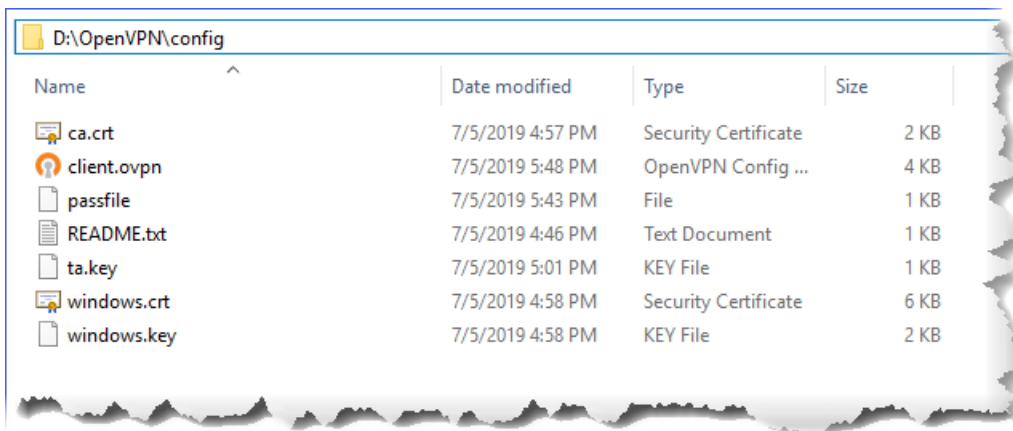 D:\OpenVPN\config
Name Date modified Type Size
ca.crt 7/5/2019 4:57 PM Security Certificate 2 KB
client.ovpn 7/5/2019 5:48 PM OpenVPN Config ... 4 KB
passfile 7/5/2019 5:43 PM File 1 KB
README.txt 7/5/2019 4:46 PM Text Document 1 KB
ta.key 7/5/2019 5:01 PM KEY File 1 KB
windows.crt 7/5/2019 4:58 PM Security Certificate 6 KB
windows.key 7/5/2019 4:58 PM KEY File 2 KB